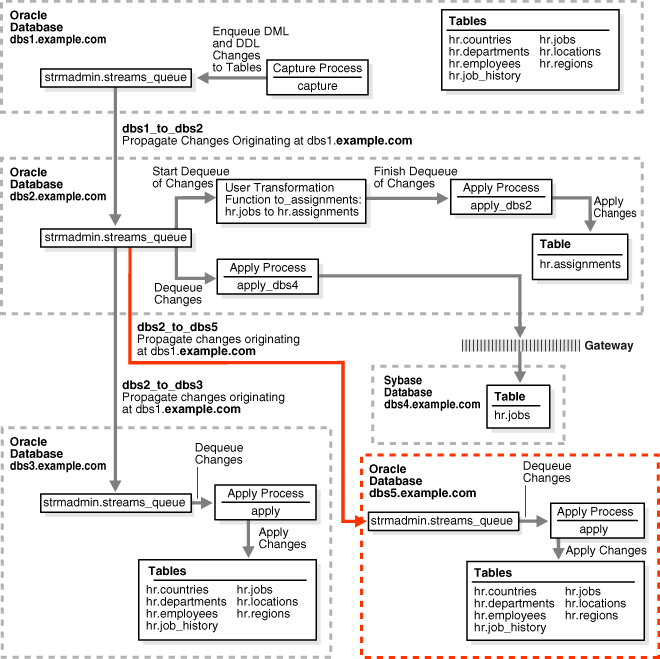 Oracle
Database
dbs1.example.com
Enqueue DML
and DDL
Changes
to Tables
strmadmin.streams_queue
Capture Process
capture
Tables
hr.countries hr.jobs
hr.departments hr.locations
hr.employees hr.regions
hr.job_history
dbs1_to_dbs2
Propagate Changes Originating at dbs1.example.com
Oracle
Database
dbs2.example.com
Start Dequeue
of Changes
User Transformation
Function to_assignments:
hr.jobs to hr.assignments
Finish Dequeue
of Changes
Apply Process
apply_dbs2
Apply
Changes
Table
hr.assignments
strmadmin.streams_queue
Apply Process
apply_dbs4
Dequeue
Changes
dbs2_to_dbs5
Propagate changes originating
at dbs1.example.com
Gateway
dbs2_to_dbs3
Propagate changes originating
at dbs1.example.com
Sybase
Database
dbs4.example.com
Table
hr.jobs
Oracle
Database
dbs3.example.com
Dequeue
Changes
strmadmin.streams_queue
Apply Process
apply
Apply
Changes
Tables
hr.countries hr.jobs
hr.departments hr.locations
hr.employees hr.regions
hr.job_history
Oracle
Database
dbs5.example.com
Dequeue
Changes
strmadmin.streams_queue
Apply Process
apply
Apply Changes
Tables
hr.countries hr.jobs
hr.departments hr.locations
hr.employees hr.regions
hr.job_history